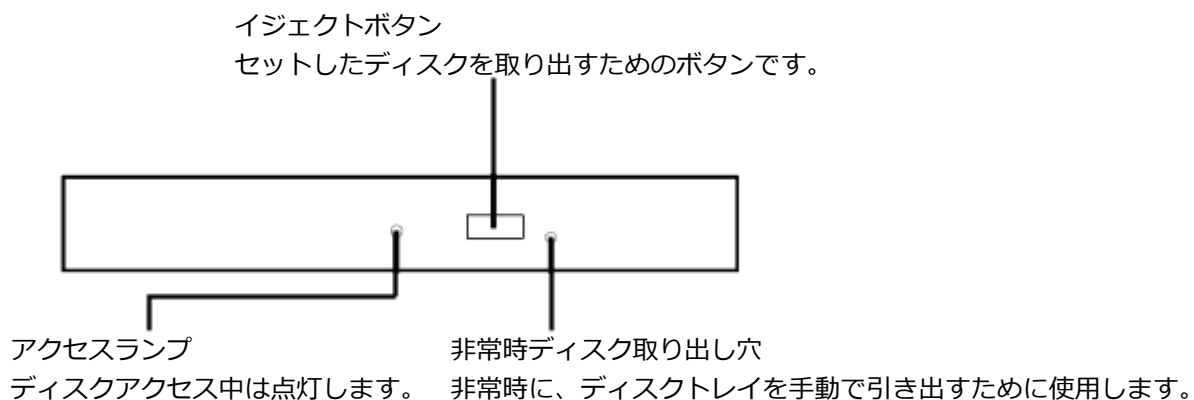 イジェクトボタン
セットしたディスクを取り出すためのボタンです。
アクセスランプ
ディスクアクセス中は点灯します。
非常時ディスク取り出し穴
非常時に、ディスクトレイを手動で引き出すために使用します。